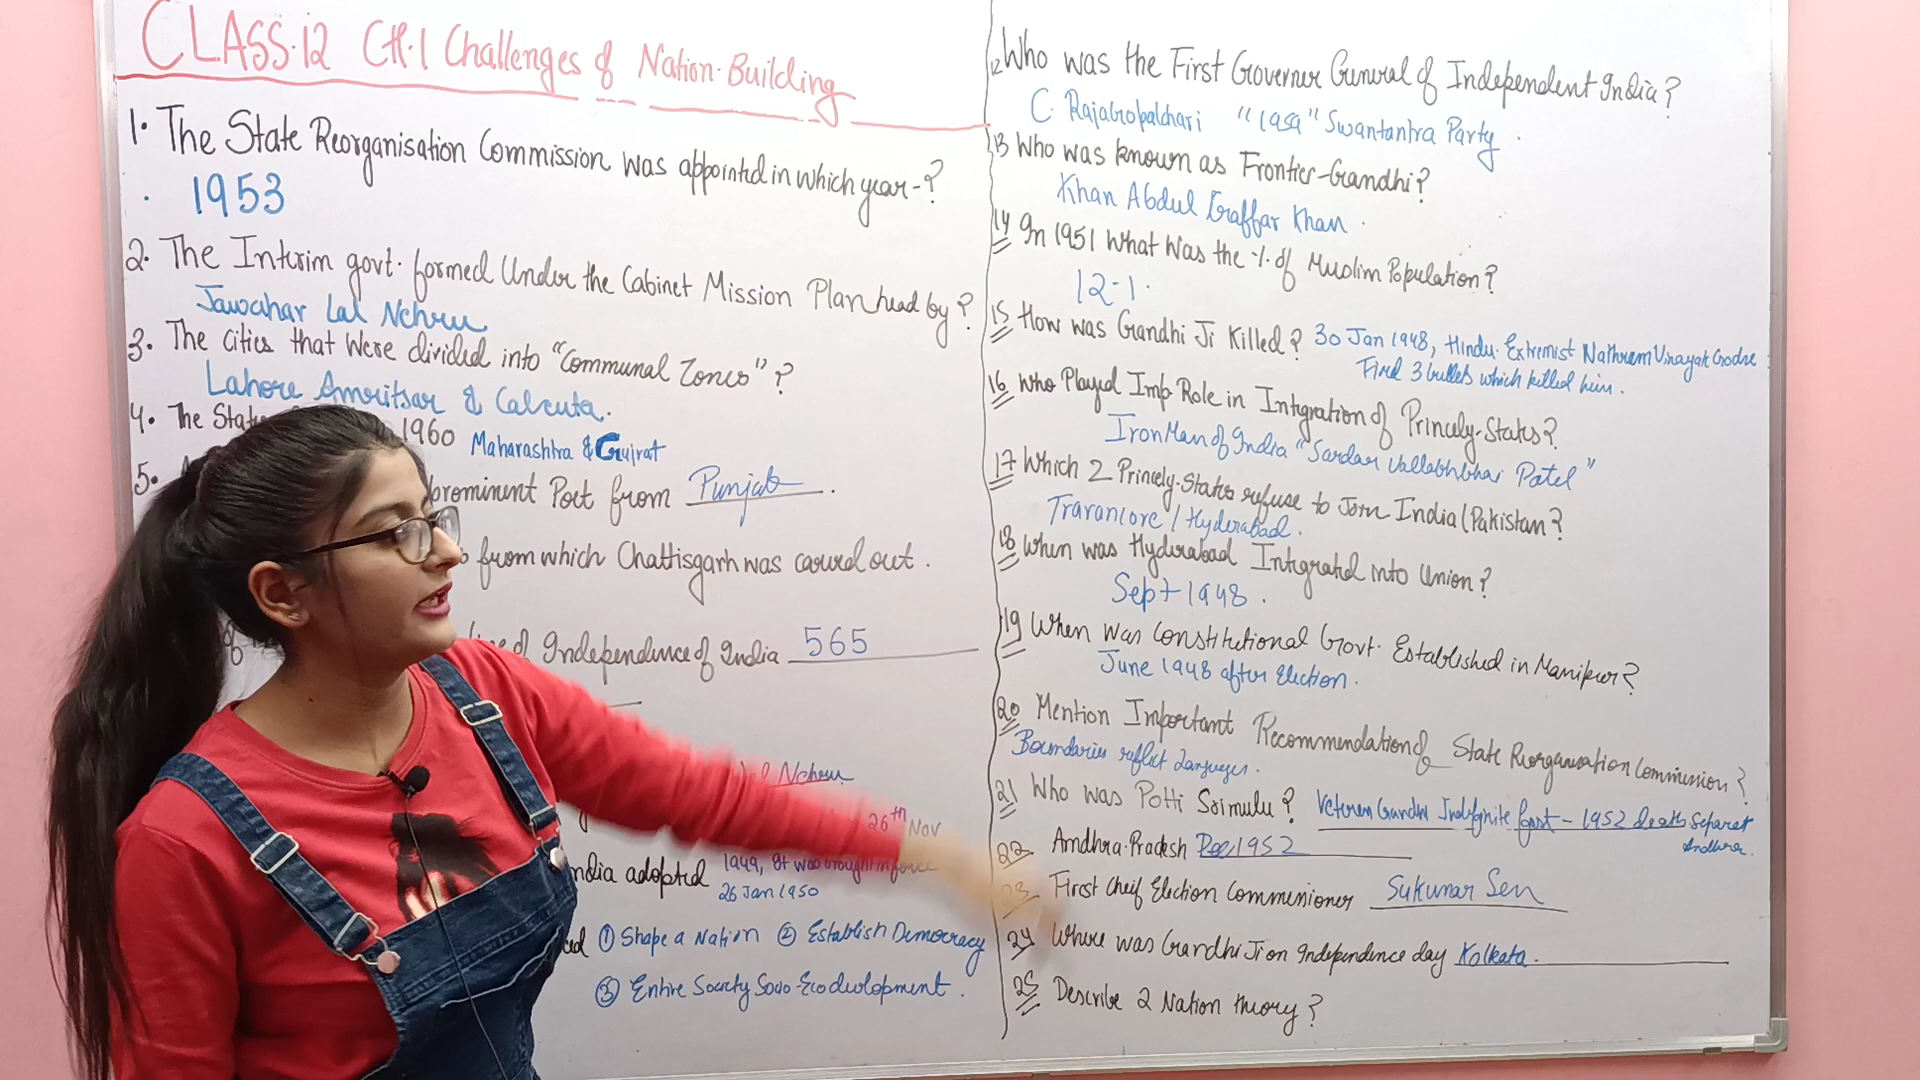 CLASS-12 CH-1 Challenges of Nation-Building
1. The State Reorganisation Commission was appointed in which year-?
1953
2. The Interim govt. formed Under the Cabinet Mission Plan head by?
Jawahar Lal Nehru
3. The cities that Were divided into "Communal Zones"?
Lahore Amritsar & Calcuta.
4. The State 1960 Maharashtra & Gujrat
5. prominent Poet from Punjab.
from which Chattisgarh was carved out.
of Independence of India 565
Nehru
26th Nov
India adopted 1949, It was brought in force
26 Jan 1950
① Shape a Nation ② Establish Democracy
③ Entire Society Socio-Eco development.
12 Who was the First Governer General of Independent India?
C. Rajagopalchari "1959" Swantantra Party.
13 Who was known as Frontier-Gandhi?
Khan Abdul Gaffar Khan.
14 In 1951 What Was the % of Muslim Population?
12-1.
15 How was Gandhi Ji Killed? 30 Jan 1948, Hindu-Extremist Nathuram Vinayak Godse
Fired 3 bullets which killed him.
16 Who Played Imp Role in Intgration of Princely-States?
Iron Man of India "Sardar Vallabhbhai Patel"
17 Which 2 Princely-States refuse to Join India/Pakistan?
Travancore / Hyderabad.
18 When was Hyderabad Integrated into Union?
Sept 1948.
19 When was Constitutional Govt. Established in Manipur?
June 1948 after Election.
20 Mention Important Recommendation of State Reorganisation Commission?
Boundaries reflect Languages.
21 Who was Potti Srimulu? Veteran Gandhi Indefignite fast - 1952 death Separet
Andhra.
22 Andhra-Pradesh Dec, 1952
23 First Cheif Election Commisnioner Sukumar Sen
24 Where was Gandhi Ji on Independence day Kolkata.
25 Describe 2 Nation theory?